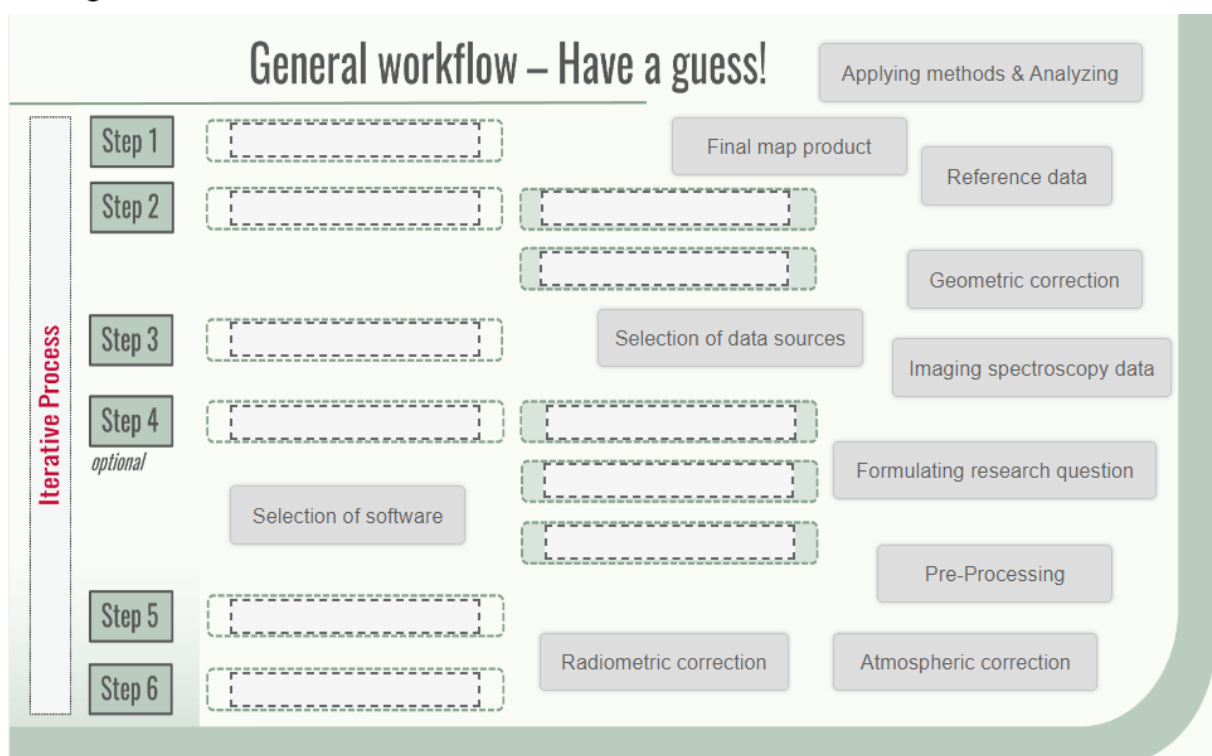 General workflow – Have a guess!
Applying methods & Analyzing
Step 1
Final map product
Reference data
Step 2
Geometric correction
Iterative Process
Step 3
Selection of data sources
Imaging spectroscopy data
Step 4
optional
Formulating research question
Selection of software
Pre-Processing
Step 5
Radiometric correction
Atmospheric correction
Step 6